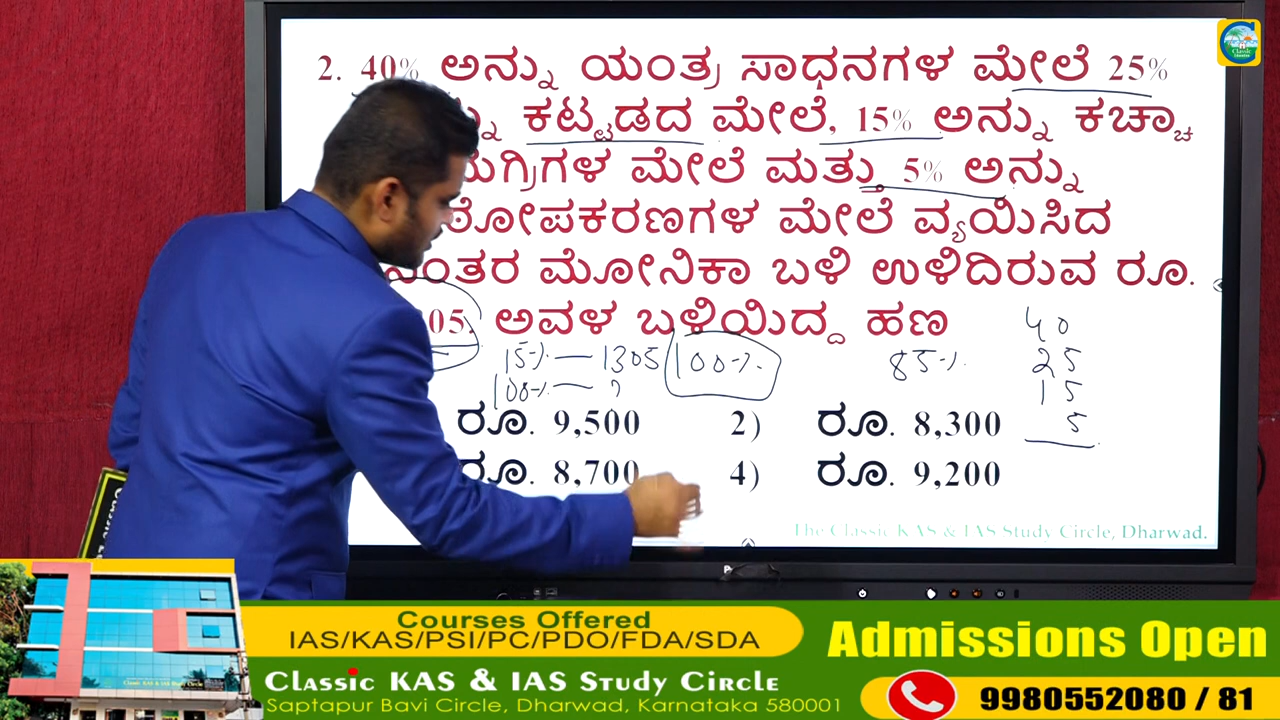 2. 40% ಅನ್ನು ಯಂತ್ರ ಸಾಧನಗಳ ಮೇಲೆ 25%
ಕಟ್ಟಡದ ಮೇಲೆ, 15% ಅನ್ನು ಕಚ್ಚಾ
ಮೇಲೆ ಮತ್ತು 5% ಅನ್ನು
ಮೇಲೆ ವ್ಯಯಿಸಿದ
ಮೋನಿಕಾ ಬಳಿ ಉಳಿದಿರುವ ರೂ.
05. ಅವಳ ಬಳಿಯಿದ್ದ ಹಣ
15% — 1305 100% 85%
100% — ?
40
25
15
5
ರೂ. 9,500 2) ರೂ. 8,300
ರೂ. 8,700 4) ರೂ. 9,200
The Classic KAS & IAS Study Circle, Dharwad.
Courses Offered
IAS/KAS/PSI/PC/PDO/FDA/SDA
Classic KAS & IAS Study Circle
Saptapur Bavi Circle, Dharwad, Karnataka 580001
Admissions Open
9980552080 / 81